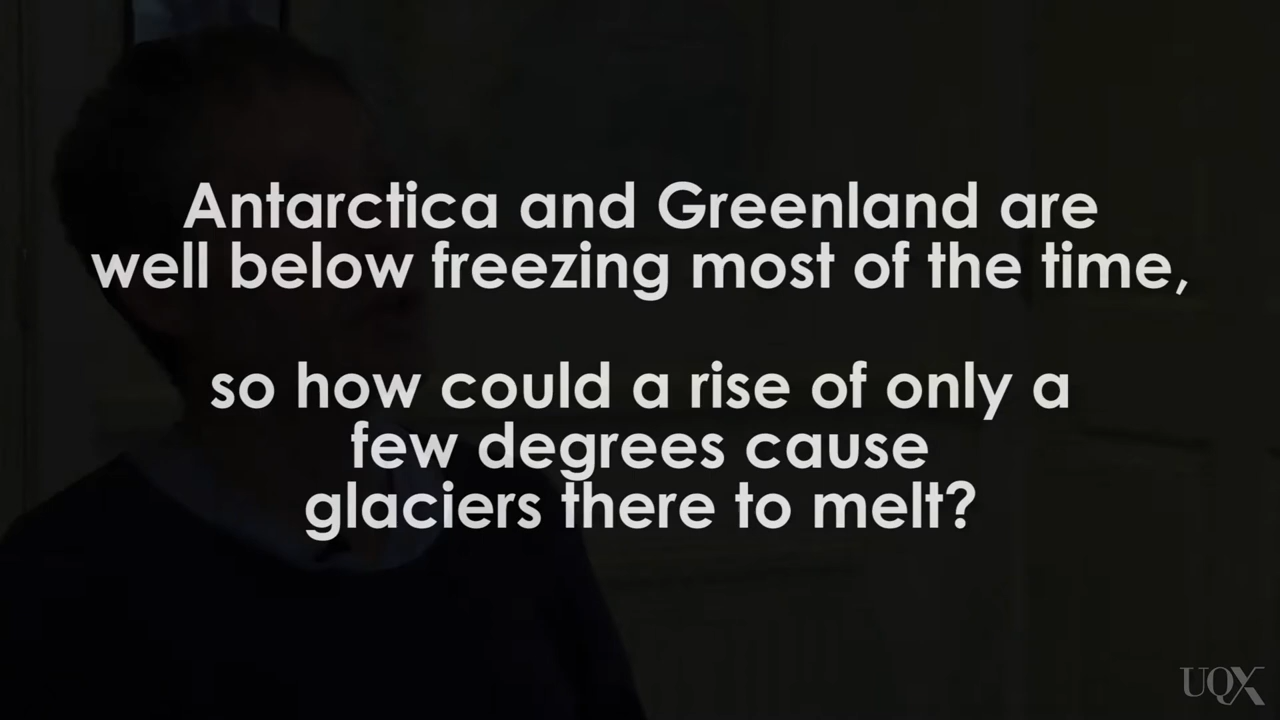 Antarctica and Greenland are
well below freezing most of the time,
so how could a rise of only a
few degrees cause
glaciers there to melt?
UQX